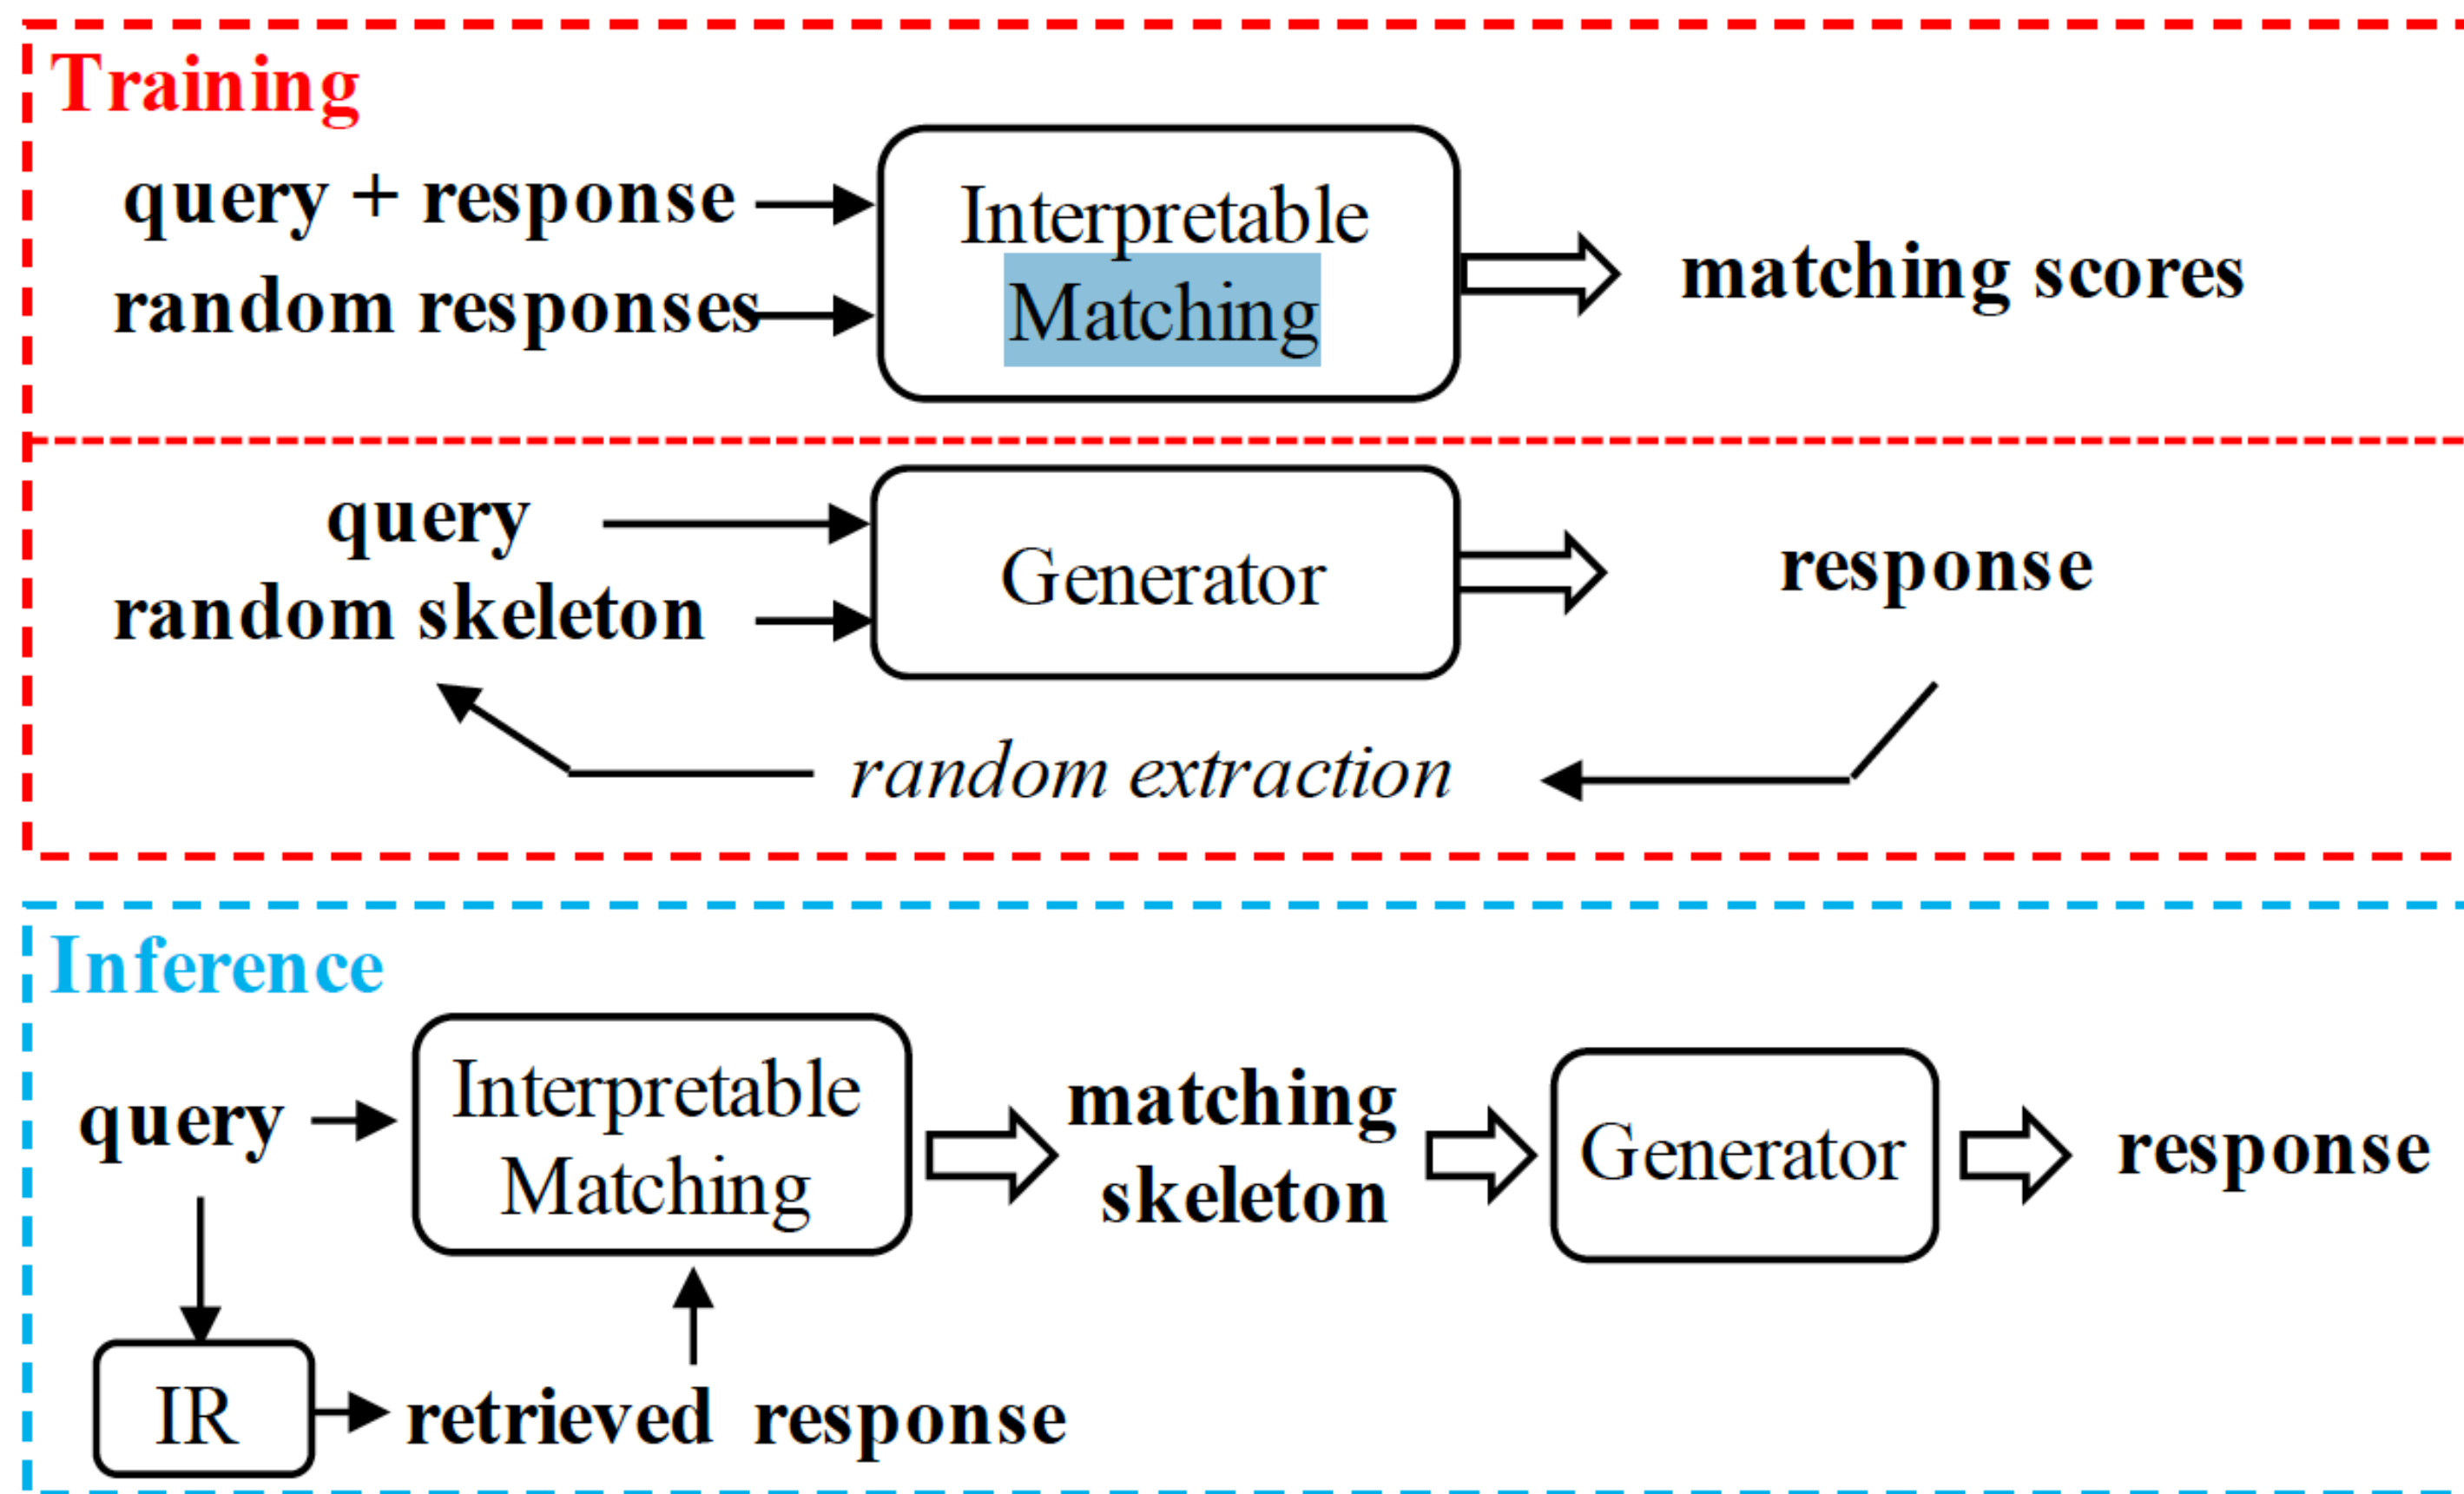 Training
query + response
random responses
Interpretable
Matching
matching scores
query
random skeleton
Generator
response
random extraction
Inference
query
Interpretable
Matching
matching
skeleton
Generator
response
IR
retrieved response